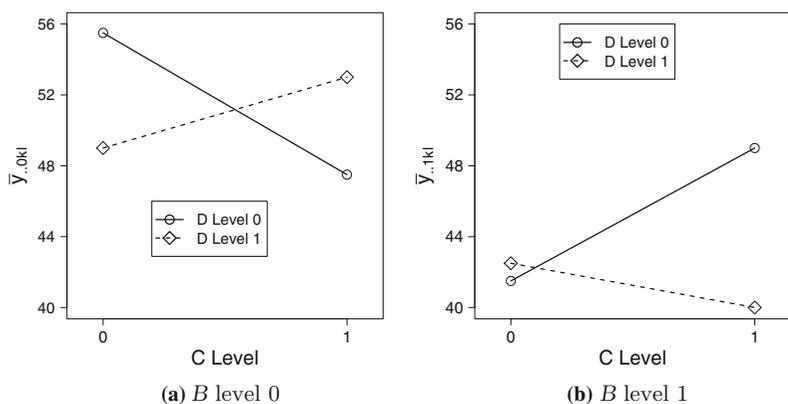 56
52
48
44
40
ȳ..0kl
D Level 0
D Level 1
0
1
C Level
(a) B level 0
56
52
48
44
40
ȳ..1kl
D Level 0
D Level 1
0
1
C Level
(b) B level 1